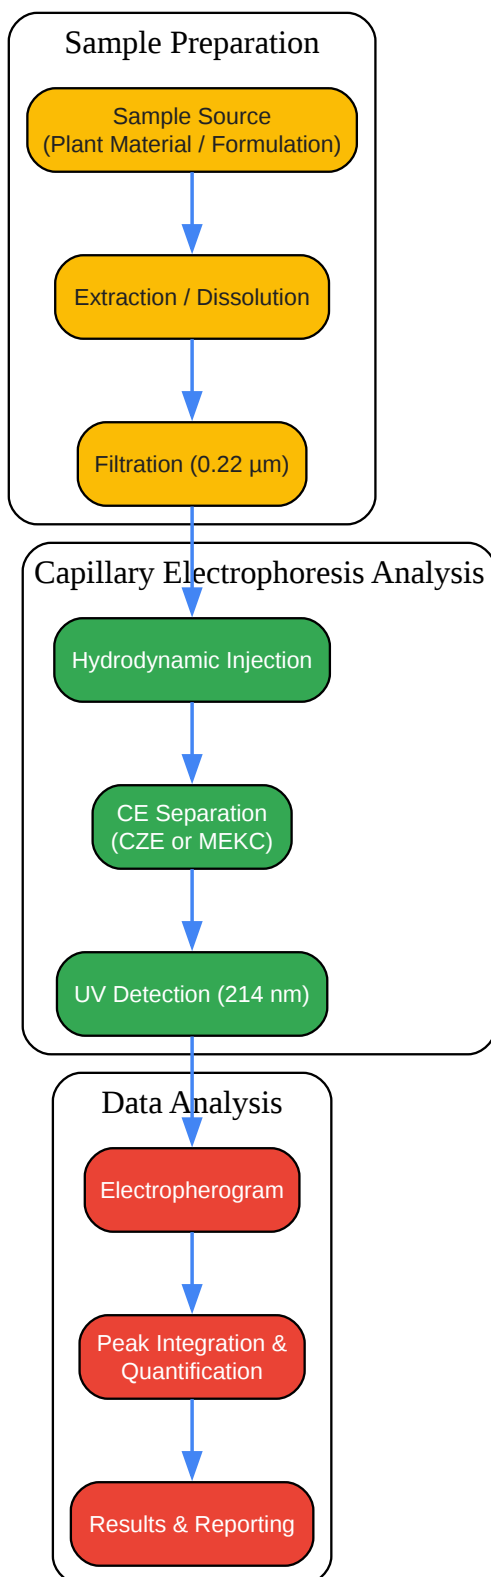 Sample Preparation
Sample Source
(Plant Material / Formulation)
Extraction / Dissolution
Filtration (0.22 µm)
Capillary Electrophoresis Analysis
Hydrodynamic Injection
CE Separation
(CZE or MEKC)
UV Detection (214 nm)
Data Analysis
Electropherogram
Peak Integration &
Quantification
Results & Reporting